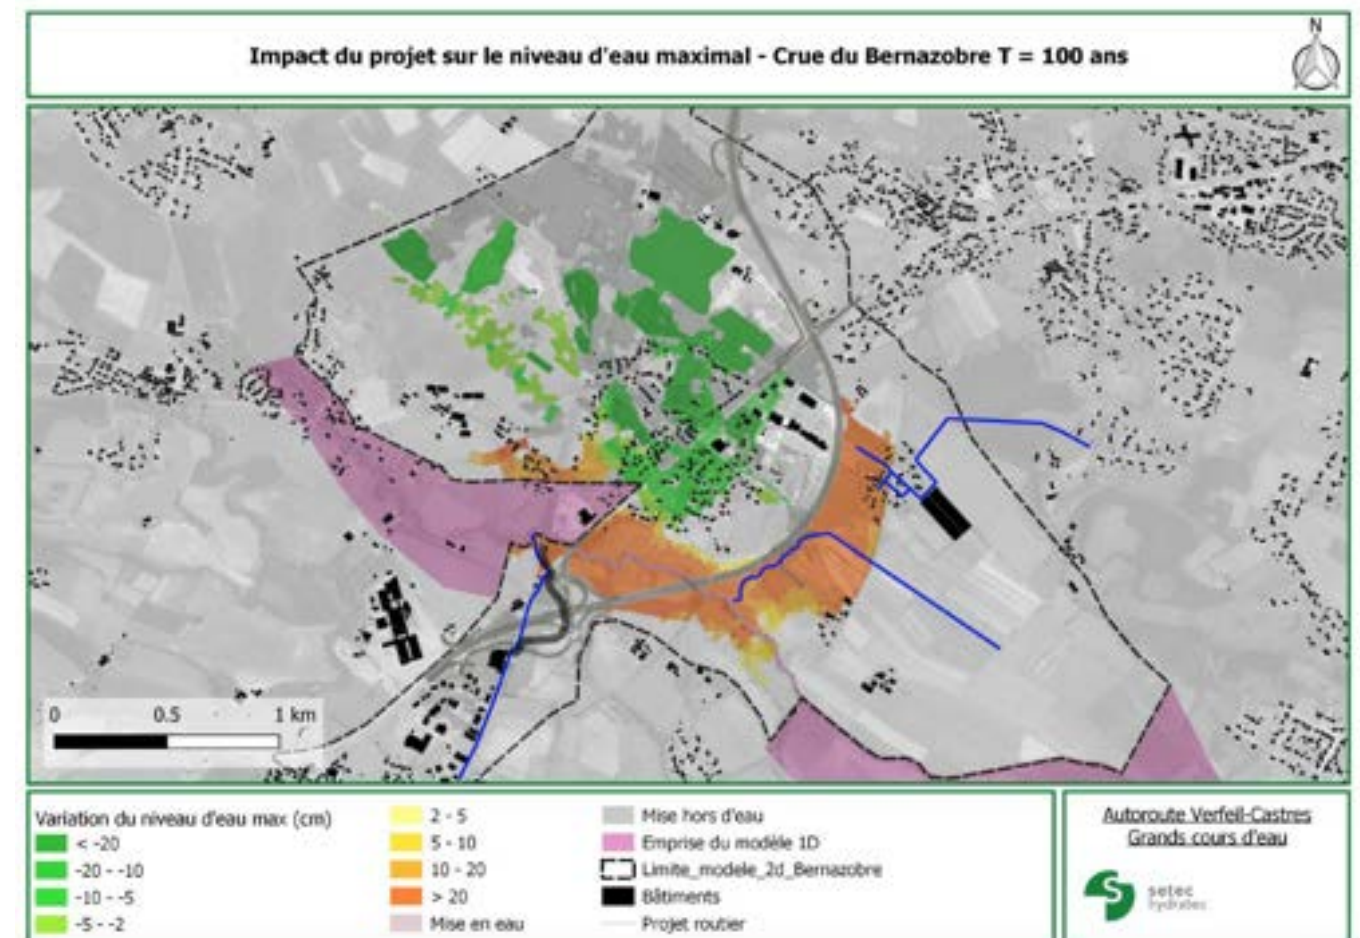 Impact du projet sur le niveau d'eau maximal - Crue du Bernazobre T = 100 ans
N
0 0.5 1 km
Variation du niveau d'eau max (cm)
< -20
-20 - -10
-10 - -5
-5 - -2
2 - 5
5 - 10
10 - 20
> 20
Mise en eau
Mise hors d'eau
Emprise du modèle 1D
Limite_modele_2d_Bernazobre
Bâtiments
Projet routier
Autoroute Verfeil-Castres
Grands cours d'eau
setec
hydratec